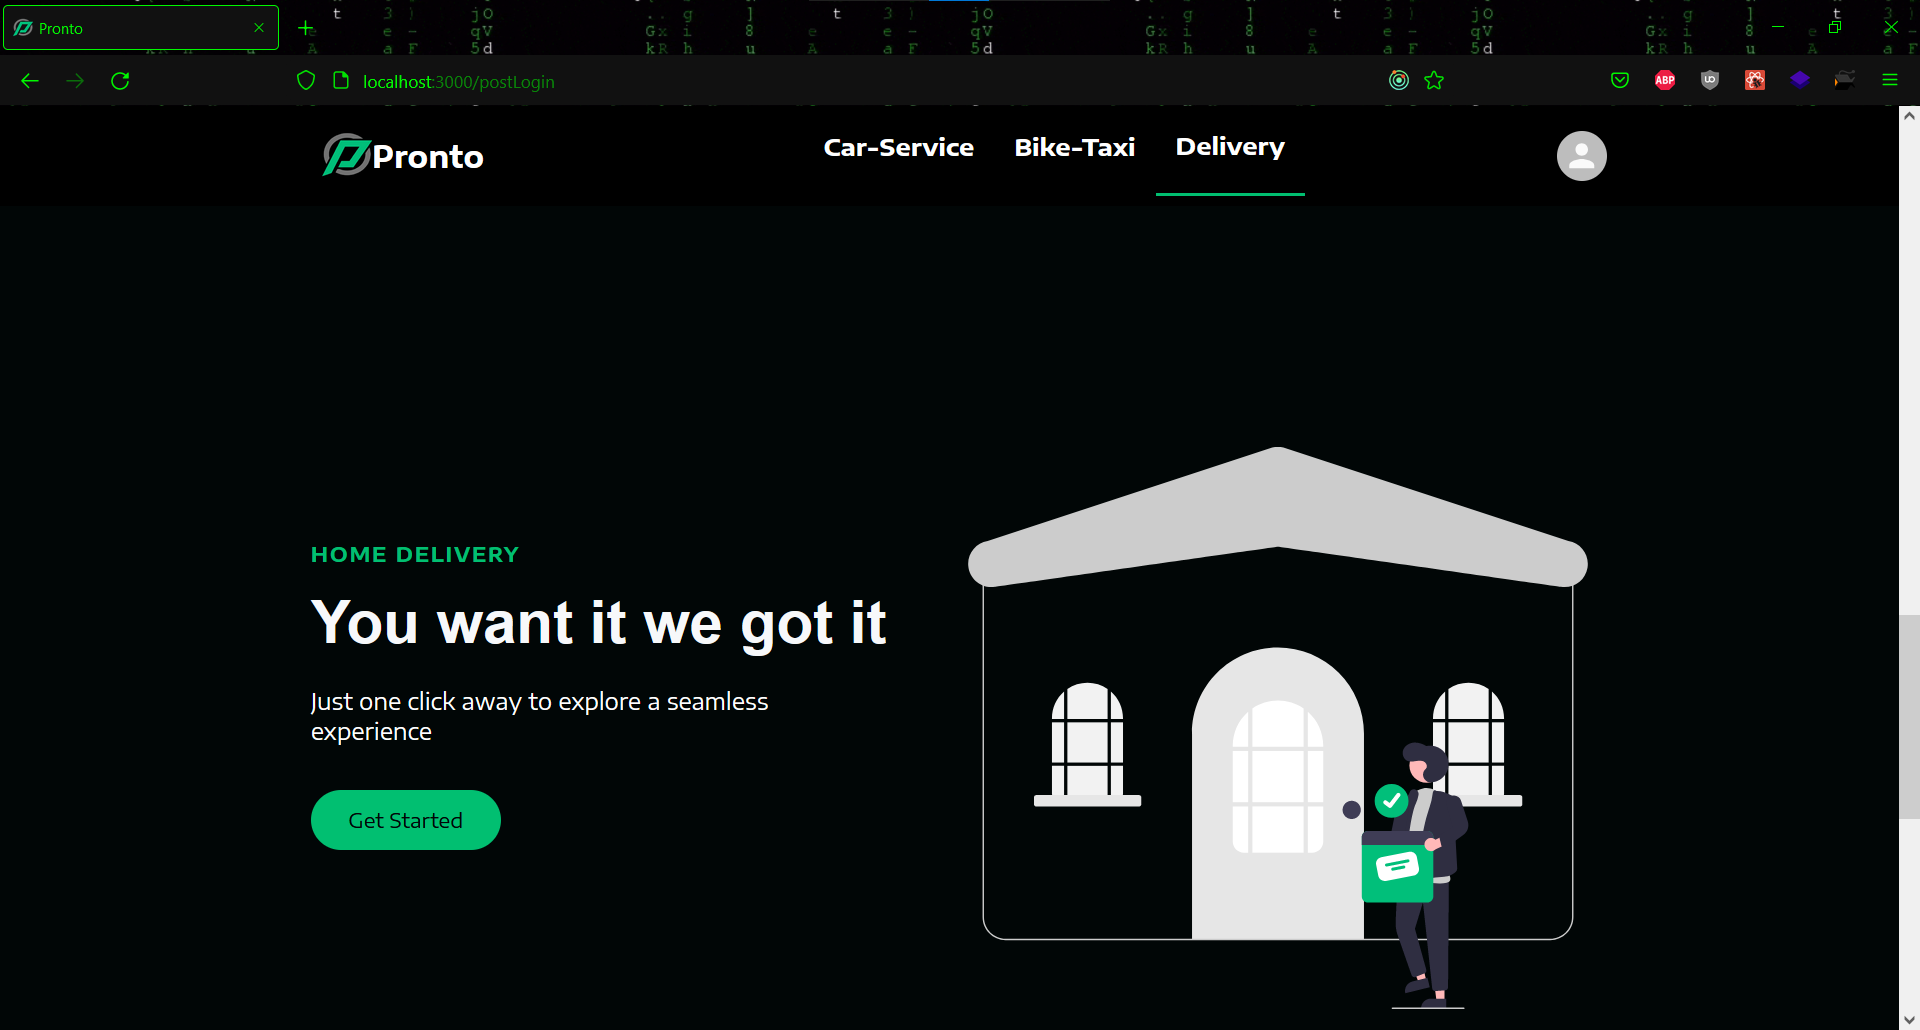 Pronto
localhost:3000/postLogin
ABP
Pronto
Car-Service Bike-Taxi Delivery
HOME DELIVERY
You want it we got it
Just one click away to explore a seamless
experience
Get Started